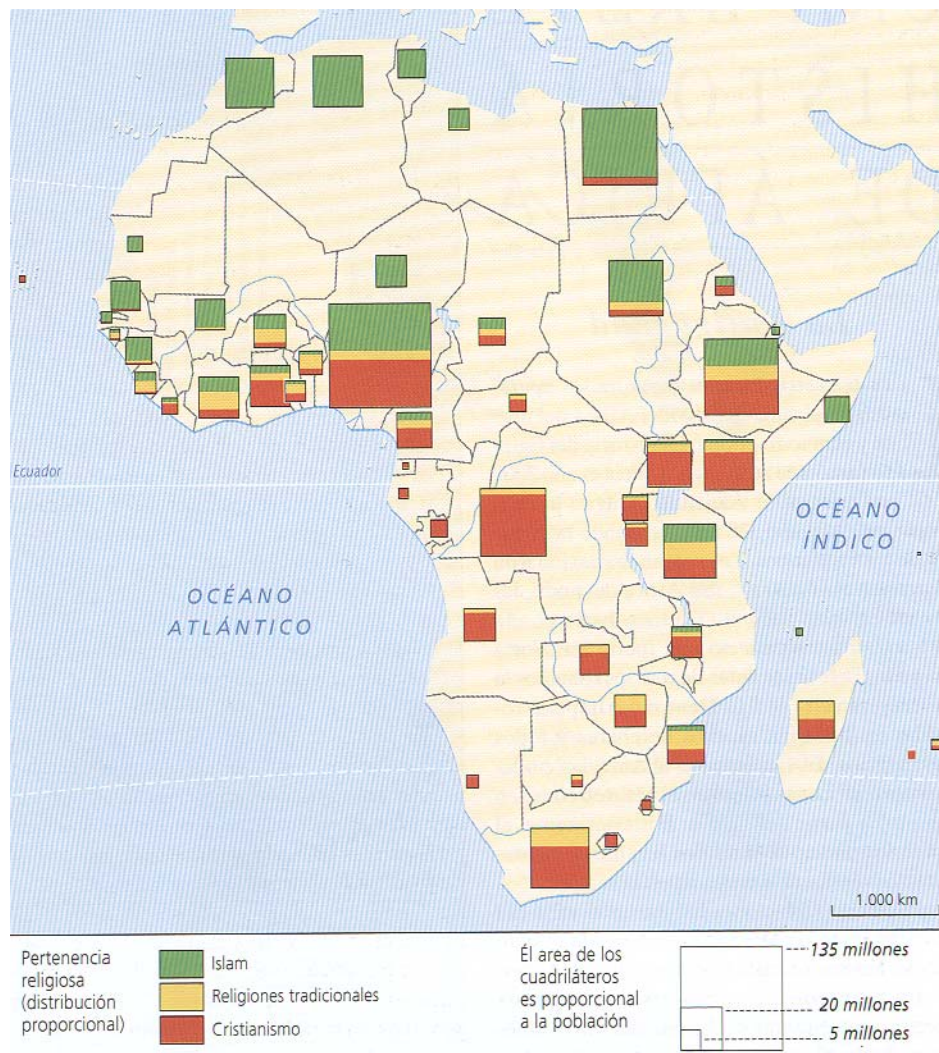 Ecuador
OCÉANO
ÍNDICO
OCÉANO
ATLÁNTICO
1.000 km
Pertenencia
religiosa
(distribución
proporcional)
Islam
Religiones tradicionales
Cristianismo
Él area de los
cuadriláteros
es proporcional
a la población
135 millones
20 millones
5 millones